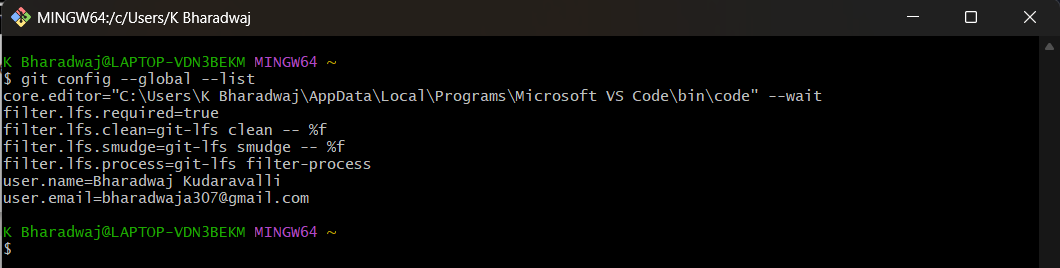 MINGW64:/c/Users/K Bharadwaj
K Bharadwaj@LAPTOP-VDN3BEKM MINGW64 ~
$ git config --global --list
core.editor="C:\Users\K Bharadwaj\AppData\Local\Programs\Microsoft VS Code\bin\code" --wait
filter.lfs.required=true
filter.lfs.clean=git-lfs clean -- %f
filter.lfs.smudge=git-lfs smudge -- %f
filter.lfs.process=git-lfs filter-process
user.name=Bharadwaj Kudaravalli
user.email=bharadwaja307@gmail.com
K Bharadwaj@LAPTOP-VDN3BEKM MINGW64 ~
$